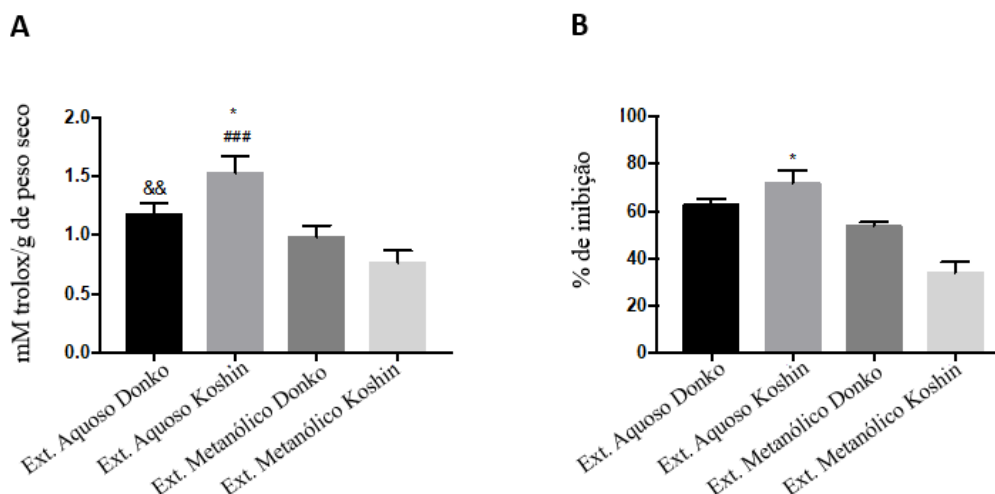 A
mM trolox/g de peso seco
2.0
1.5
1.0
0.5
0.0
&&
*
###
Ext. Aquoso Donko
Ext. Aquoso Koshin
Ext. Metanólico Donko
Ext. Metanólico Koshin
B
% de inibição
100
80
60
40
20
0
*
Ext. Aquoso Donko
Ext. Aquoso Koshin
Ext. Metanólico Donko
Ext. Metanólico Koshin